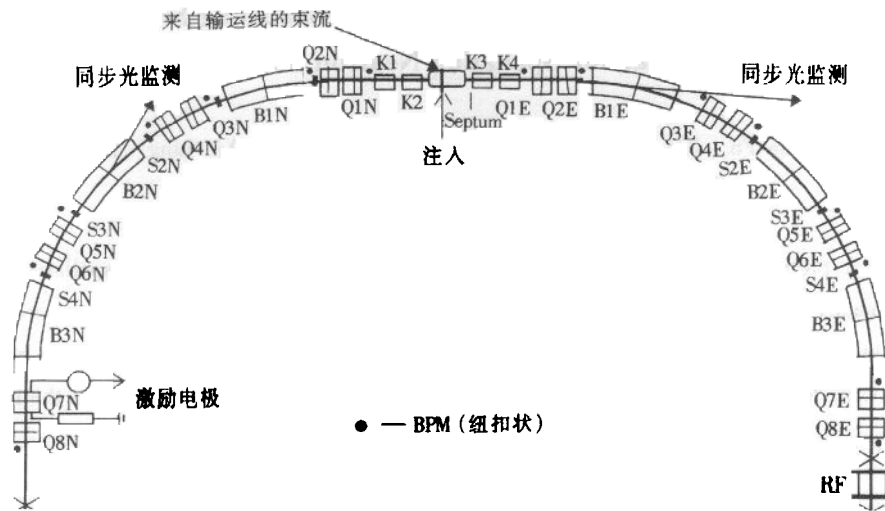 来自输运线的束流
Q2N
K1
K3
K4
同步光监测
同步光监测
Q1N
K2
Septum
Q1E
Q2E
B1N
B1E
Q3N
Q4N
S2N
B2N
注入
Q3E
Q4E
S2E
B2E
S3N
Q5N
Q6N
S4N
B3N
S3E
Q5E
Q6E
S4E
B3E
激励电极
Q7N
Q8N
● — BPM (纽扣状)
Q7E
Q8E
RF